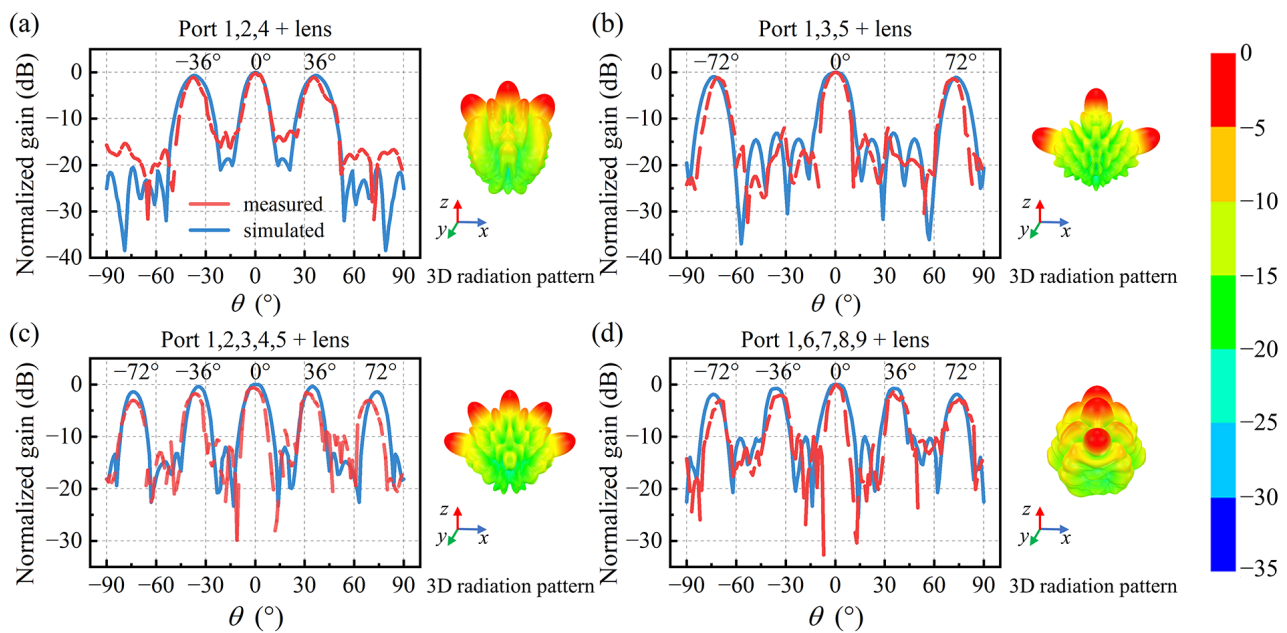 (a)
Port 1,2,4 + lens
−36° 0° 36°
Normalized gain (dB)
0
−10
−20
−30
−40
measured
simulated
−90 −60 −30 0 30 60 90
θ (°)
z
y x
3D radiation pattern
(b)
Port 1,3,5 + lens
−72° 0° 72°
Normalized gain (dB)
0
−10
−20
−30
−40
−90 −60 −30 0 30 60 90
θ (°)
z
y x
3D radiation pattern
(c)
Port 1,2,3,4,5 + lens
−72° −36° 0° 36° 72°
Normalized gain (dB)
0
−10
−20
−30
−90 −60 −30 0 30 60 90
θ (°)
z
y x
3D radiation pattern
(d)
Port 1,6,7,8,9 + lens
−72° −36° 0° 36° 72°
Normalized gain (dB)
0
−10
−20
−30
−90 −60 −30 0 30 60 90
θ (°)
z
y x
3D radiation pattern
0
−5
−10
−15
−20
−25
−30
−35